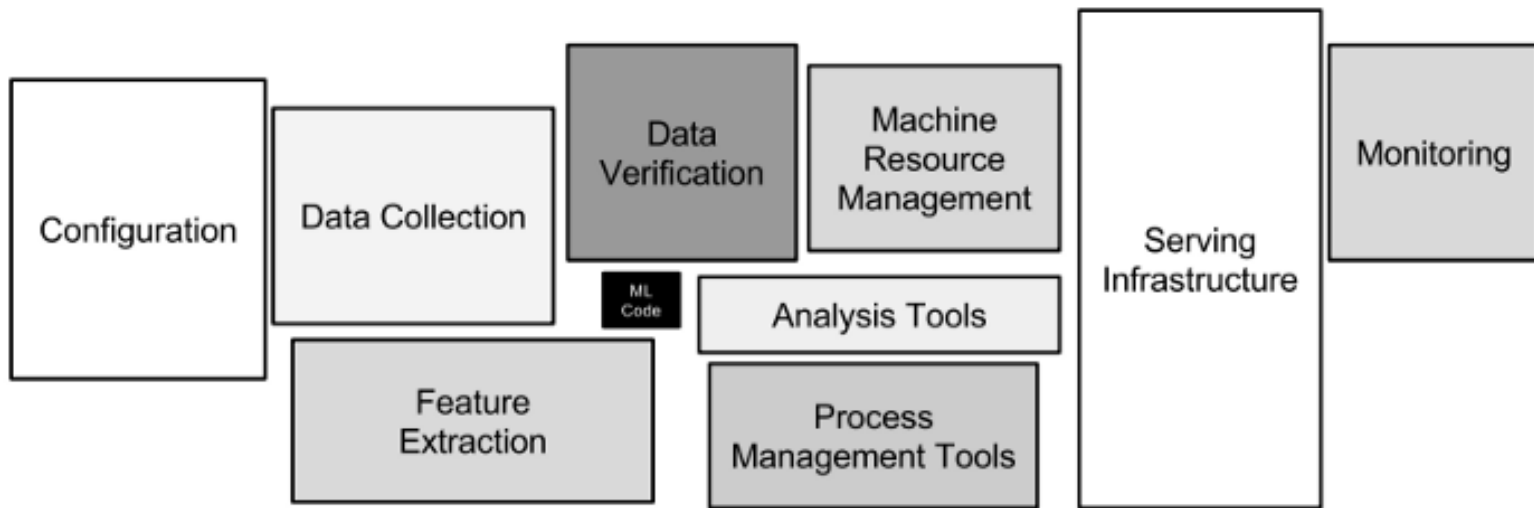 Configuration
Data Collection
Feature
Extraction
Data
Verification
ML
Code
Machine
Resource
Management
Analysis Tools
Process
Management Tools
Serving
Infrastructure
Monitoring